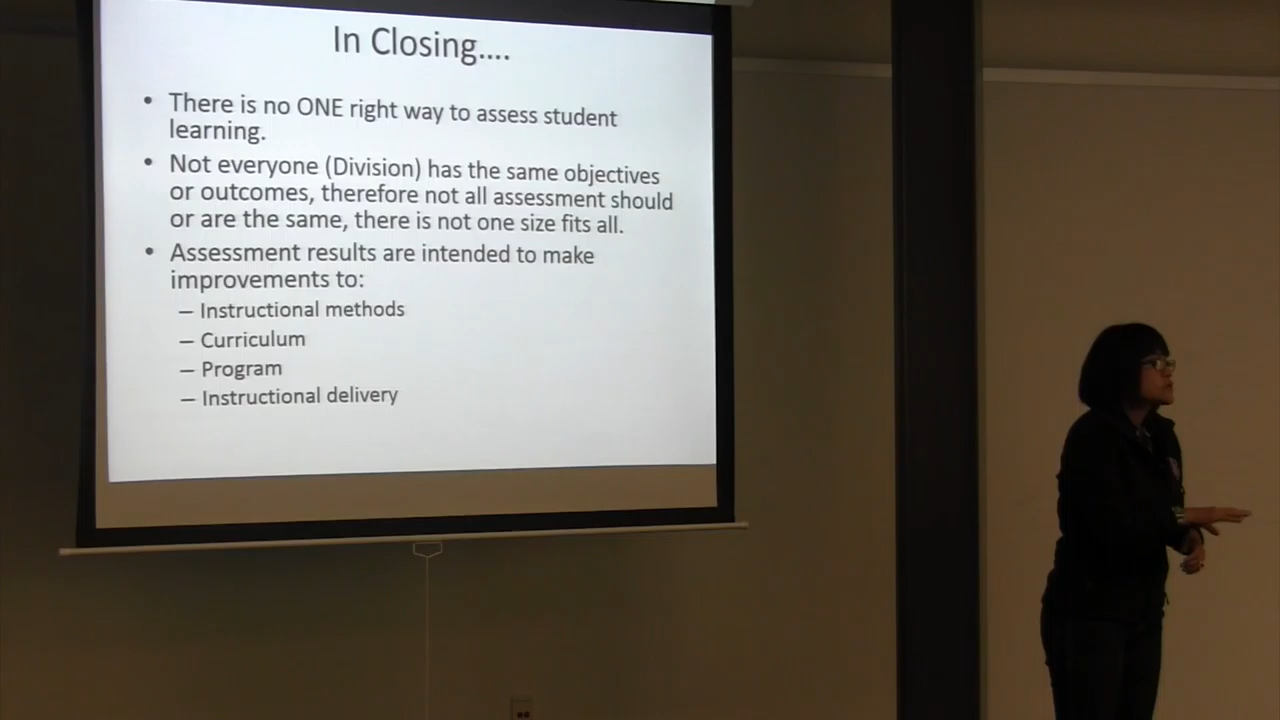 In Closing....
• There is no ONE right way to assess student
learning.
• Not everyone (Division) has the same objectives
or outcomes, therefore not all assessment should
or are the same, there is not one size fits all.
• Assessment results are intended to make
improvements to:
– Instructional methods
– Curriculum
– Program
– Instructional delivery